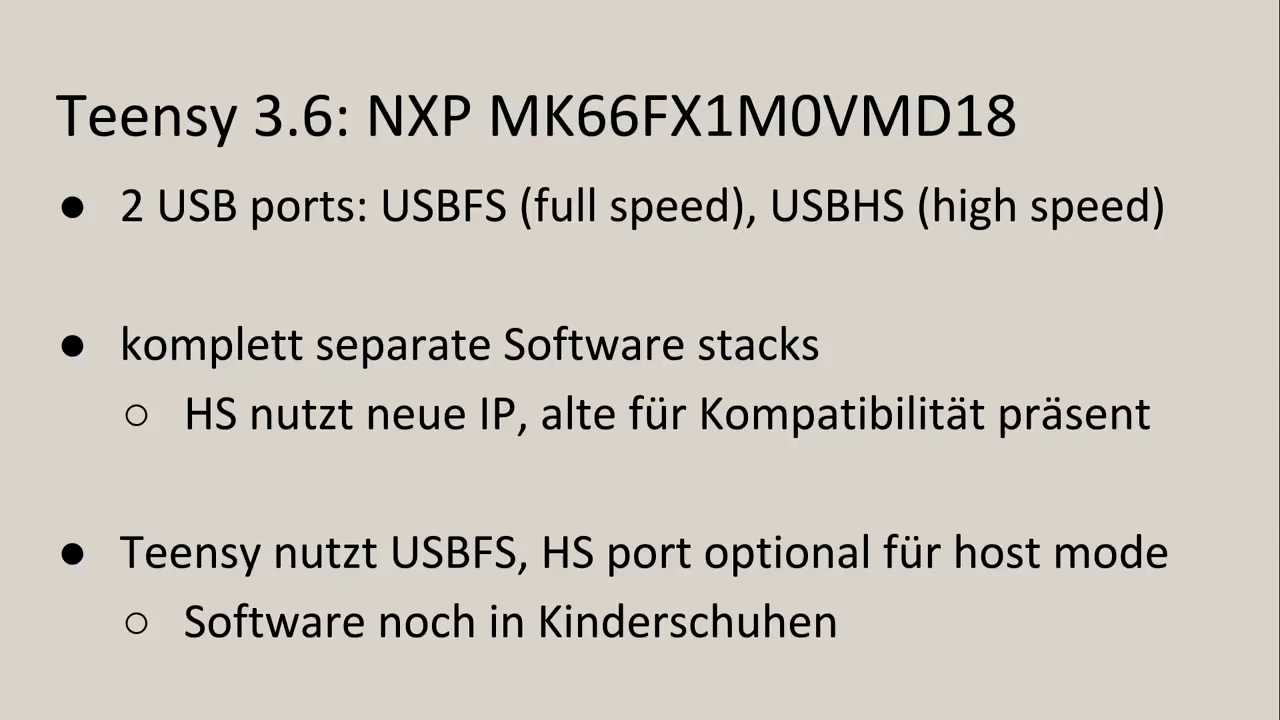 Teensy 3.6: NXP MK66FX1M0VMD18
● 2 USB ports: USBFS (full speed), USBHS (high speed)
● komplett separate Software stacks
○ HS nutzt neue IP, alte für Kompatibilität präsent
● Teensy nutzt USBFS, HS port optional für host mode
○ Software noch in Kinderschuhen